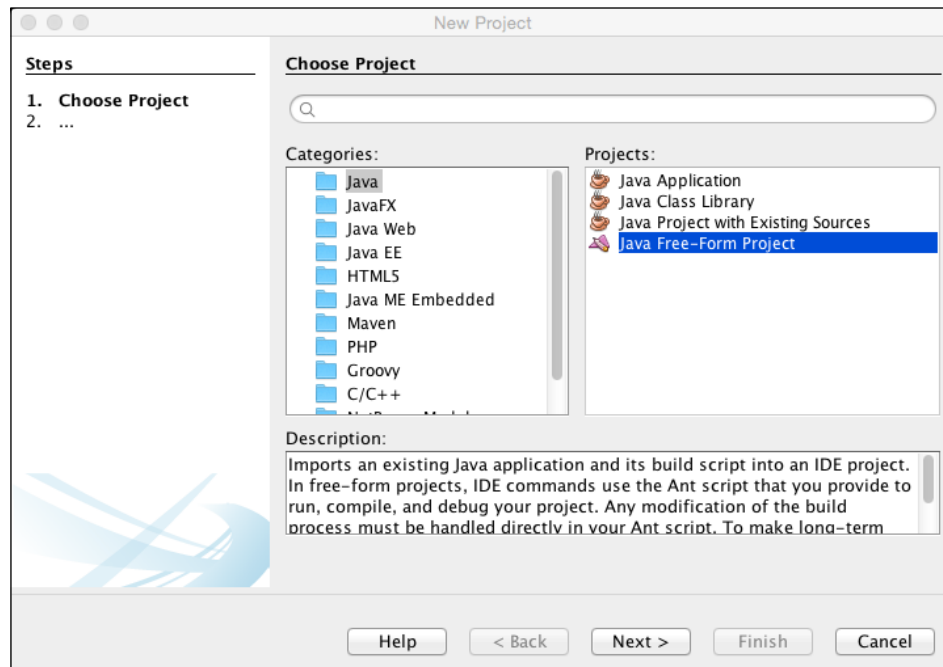 New Project
Steps
1. Choose Project
2. ...
Choose Project
Categories:
Java
JavaFX
Java Web
Java EE
HTML5
Java ME Embedded
Maven
PHP
Groovy
C/C++
Projects:
Java Application
Java Class Library
Java Project with Existing Sources
Java Free-Form Project
Description:
Imports an existing Java application and its build script into an IDE project.
In free-form projects, IDE commands use the Ant script that you provide to
run, compile, and debug your project. Any modification of the build
process must be handled directly in your Ant script. To make long-term
Help
< Back
Next >
Finish
Cancel